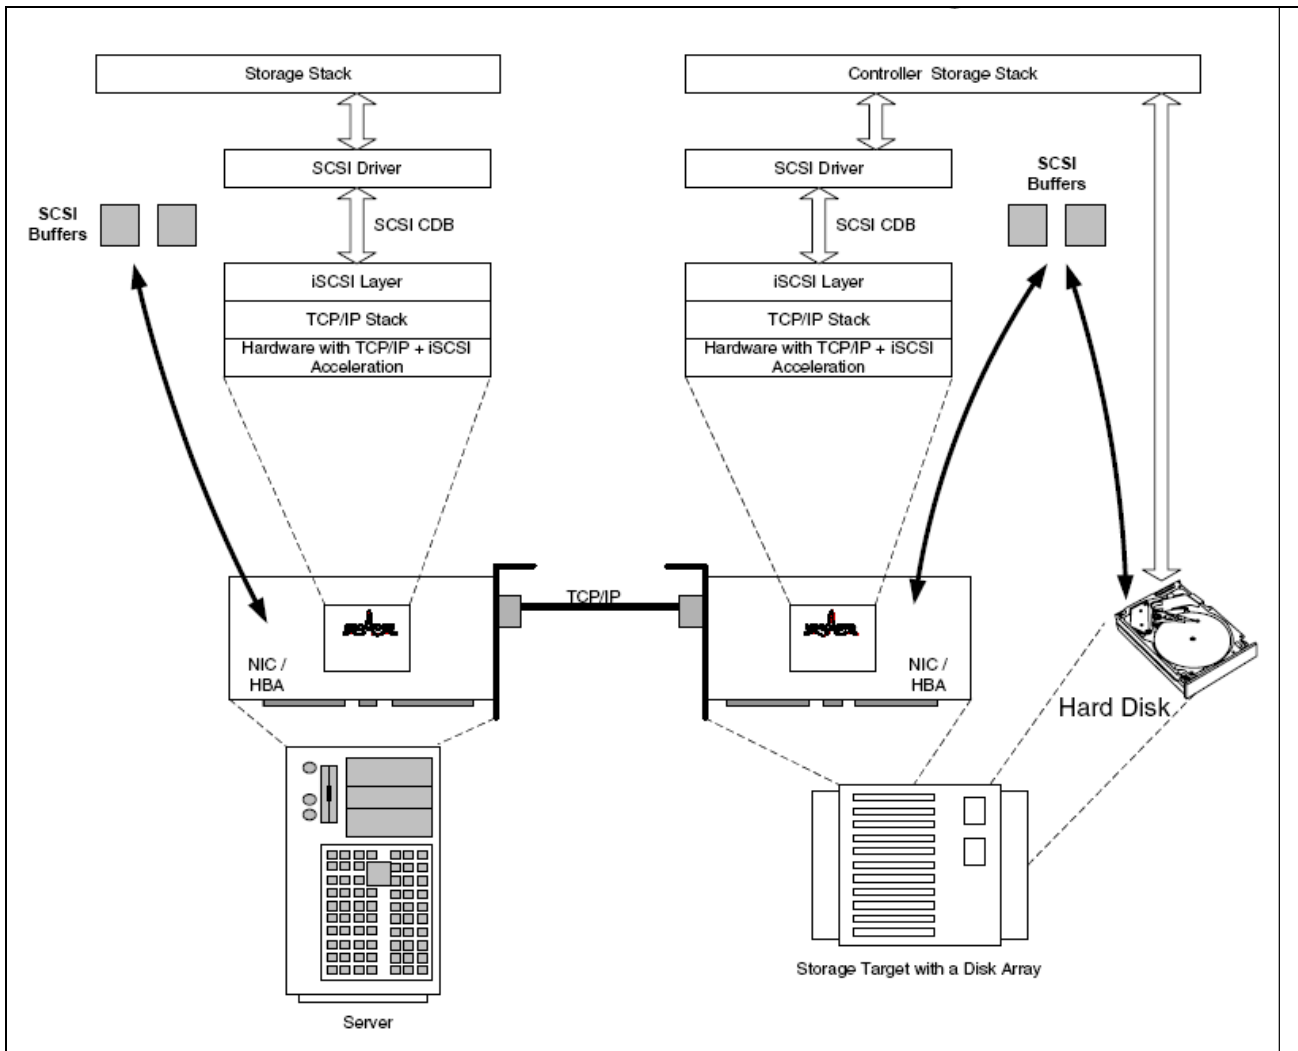 Storage Stack
Controller Storage Stack
SCSI Driver
SCSI Driver
SCSI
Buffers
SCSI
Buffers
SCSI CDB
SCSI CDB
iSCSI Layer
TCP/IP Stack
Hardware with TCP/IP + iSCSI
Acceleration
iSCSI Layer
TCP/IP Stack
Hardware with TCP/IP + iSCSI
Acceleration
TCP/IP
NIC /
HBA
NIC /
HBA
Hard Disk
Storage Target with a Disk Array
Server